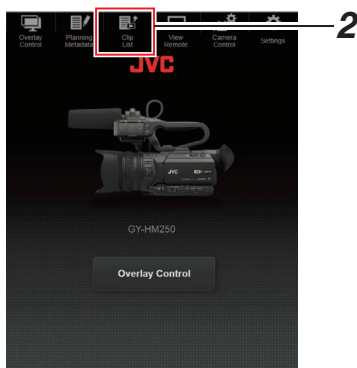 Overlay Control
Planning Metadata
Clip List
View Remote
Camera Control
Settings
2
JVC
JVC
GY-HM250
Overlay Control